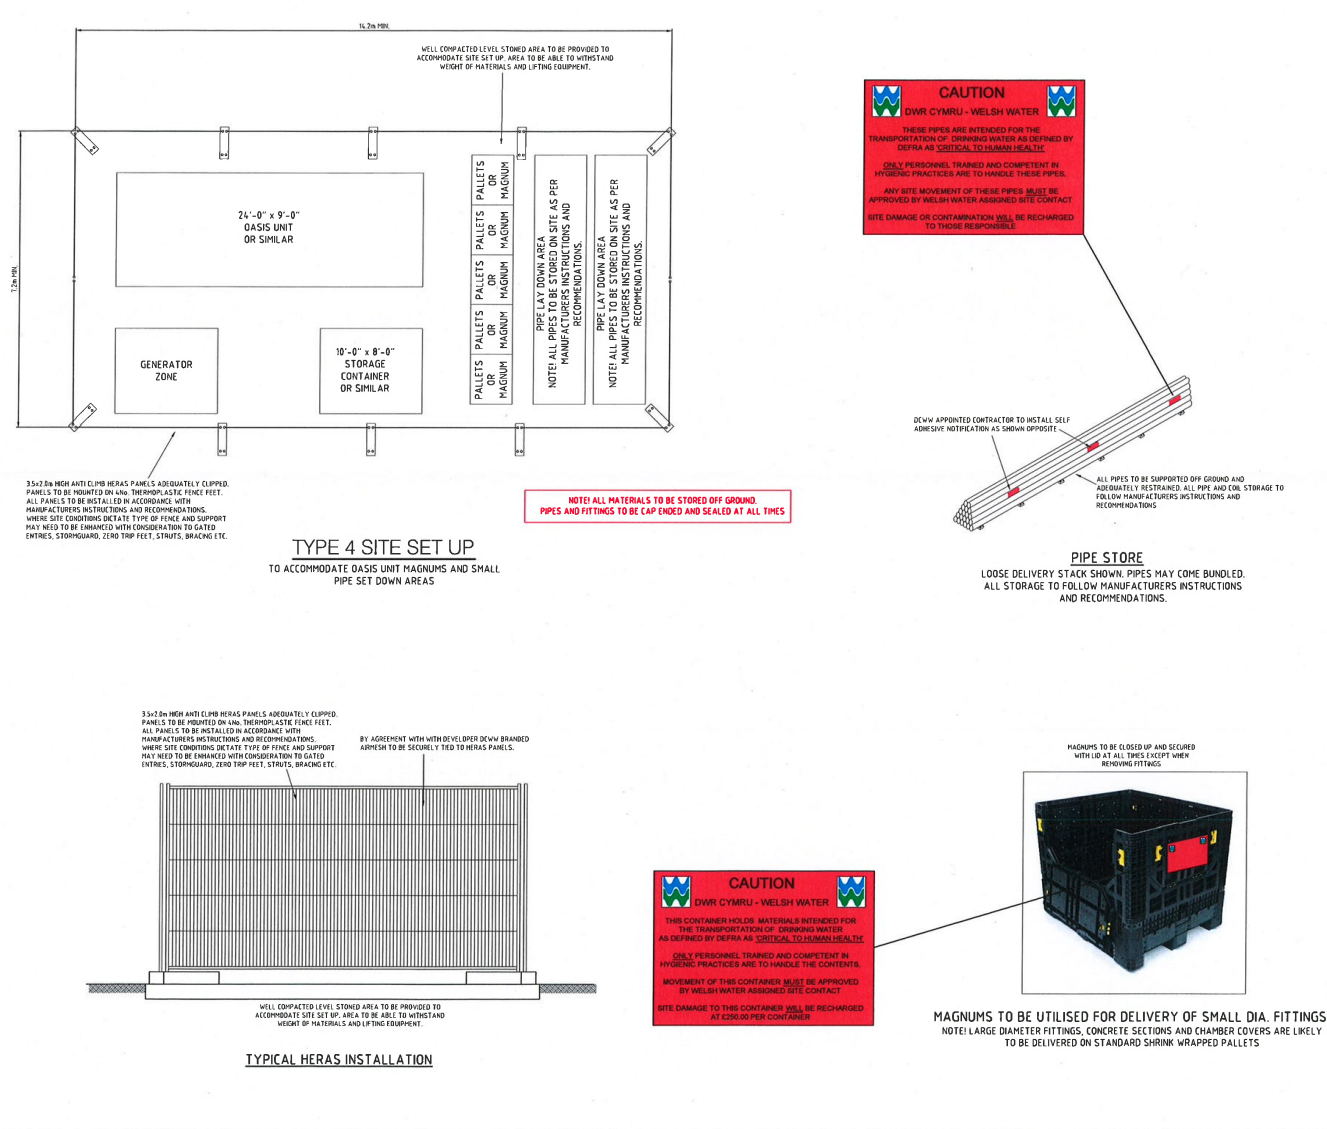 14.2m MIN.
WELL COMPACTED LEVEL STONED AREA TO BE PROVIDED TO
ACCOMMODATE SITE SET UP. AREA TO BE ABLE TO WITHSTAND
WEIGHT OF MATERIALS AND LIFTING EQUIPMENT.
7.2m MIN.
24'-0" x 9'-0"
OASIS UNIT
OR SIMILAR
GENERATOR
ZONE
10'-0" x 8'-0"
STORAGE
CONTAINER
OR SIMILAR
PALLETS
OR
MAGNUM
PALLETS
OR
MAGNUM
PALLETS
OR
MAGNUM
PALLETS
OR
MAGNUM
PALLETS
OR
MAGNUM
PIPE LAY DOWN AREA
NOTE! ALL PIPES TO BE STORED ON SITE AS PER
MANUFACTURERS INSTRUCTIONS AND
RECOMMENDATIONS.
PIPE LAY DOWN AREA
NOTE! ALL PIPES TO BE STORED ON SITE AS PER
MANUFACTURERS INSTRUCTIONS AND
RECOMMENDATIONS.
3.5x2.0m HIGH ANTI CLIMB HERAS PANELS ADEQUATELY CLIPPED.
PANELS TO BE MOUNTED ON 4No. THERMOPLASTIC FENCE FEET.
ALL PANELS TO BE INSTALLED IN ACCORDANCE WITH
MANUFACTURERS INSTRUCTIONS AND RECOMMENDATIONS.
WHERE SITE CONDITIONS DICTATE TYPE OF FENCE AND SUPPORT
MAY NEED TO BE ENHANCED WITH CONSIDERATION TO GATED
ENTRIES, STORMGUARD, ZERO TRIP FEET, STRUTS, BRACING ETC.
TYPE 4 SITE SET UP
TO ACCOMMODATE OASIS UNIT MAGNUMS AND SMALL
PIPE SET DOWN AREAS
NOTE! ALL MATERIALS TO BE STORED OFF GROUND.
PIPES AND FITTINGS TO BE CAP ENDED AND SEALED AT ALL TIMES
CAUTION
DWR CYMRU - WELSH WATER
THESE PIPES ARE INTENDED FOR THE
TRANSPORTATION OF DRINKING WATER AS DEFINED BY
DEFRA AS 'CRITICAL TO HUMAN HEALTH'
ONLY PERSONNEL TRAINED AND COMPETENT IN
HYGIENIC PRACTICES ARE TO HANDLE THESE PIPES.
ANY SITE MOVEMENT OF THESE PIPES MUST BE
APPROVED BY WELSH WATER ASSIGNED SITE CONTACT
SITE DAMAGE OR CONTAMINATION WILL BE RECHARGED
TO THOSE RESPONSIBLE
DCWW APPOINTED CONTRACTOR TO INSTALL SELF
ADHESIVE NOTIFICATION AS SHOWN OPPOSITE
ALL PIPES TO BE SUPPORTED OFF GROUND AND
ADEQUATELY RESTRAINED. ALL PIPE AND COIL STORAGE TO
FOLLOW MANUFACTURERS INSTRUCTIONS AND
RECOMMENDATIONS
PIPE STORE
LOOSE DELIVERY STACK SHOWN. PIPES MAY COME BUNDLED.
ALL STORAGE TO FOLLOW MANUFACTURERS INSTRUCTIONS
AND RECOMMENDATIONS.
3.5x2.0m HIGH ANTI CLIMB HERAS PANELS ADEQUATELY CLIPPED.
PANELS TO BE MOUNTED ON 4No. THERMOPLASTIC FENCE FEET.
ALL PANELS TO BE INSTALLED IN ACCORDANCE WITH
MANUFACTURERS INSTRUCTIONS AND RECOMMENDATIONS.
WHERE SITE CONDITIONS DICTATE TYPE OF FENCE AND SUPPORT
MAY NEED TO BE ENHANCED WITH CONSIDERATION TO GATED
ENTRIES, STORMGUARD, ZERO TRIP FEET, STRUTS, BRACING ETC.
BY AGREEMENT WITH WITH DEVELOPER DCWW BRANDED
AIRMESH TO BE SECURELY TIED TO HERAS PANELS.
WELL COMPACTED LEVEL STONED AREA TO BE PROVIDED TO
ACCOMMODATE SITE SET UP. AREA TO BE ABLE TO WITHSTAND
WEIGHT OF MATERIALS AND LIFTING EQUIPMENT.
TYPICAL HERAS INSTALLATION
CAUTION
DWR CYMRU - WELSH WATER
THIS CONTAINER HOLDS MATERIALS INTENDED FOR
THE TRANSPORTATION OF DRINKING WATER
AS DEFINED BY DEFRA AS 'CRITICAL TO HUMAN HEALTH'
ONLY PERSONNEL TRAINED AND COMPETENT IN
HYGIENIC PRACTICES ARE TO HANDLE THE CONTENTS.
MOVEMENT OF THIS CONTAINER MUST BE APPROVED
BY WELSH WATER ASSIGNED SITE CONTACT
SITE DAMAGE TO THIS CONTAINER WILL BE RECHARGED
AT £250.00 PER CONTAINER
MAGNUMS TO BE CLOSED UP AND SECURED
WITH LID AT ALL TIMES EXCEPT WHEN
REMOVING FITTINGS
MAGNUMS TO BE UTILISED FOR DELIVERY OF SMALL DIA. FITTINGS
NOTE! LARGE DIAMETER FITTINGS, CONCRETE SECTIONS AND CHAMBER COVERS ARE LIKELY
TO BE DELIVERED ON STANDARD SHRINK WRAPPED PALLETS